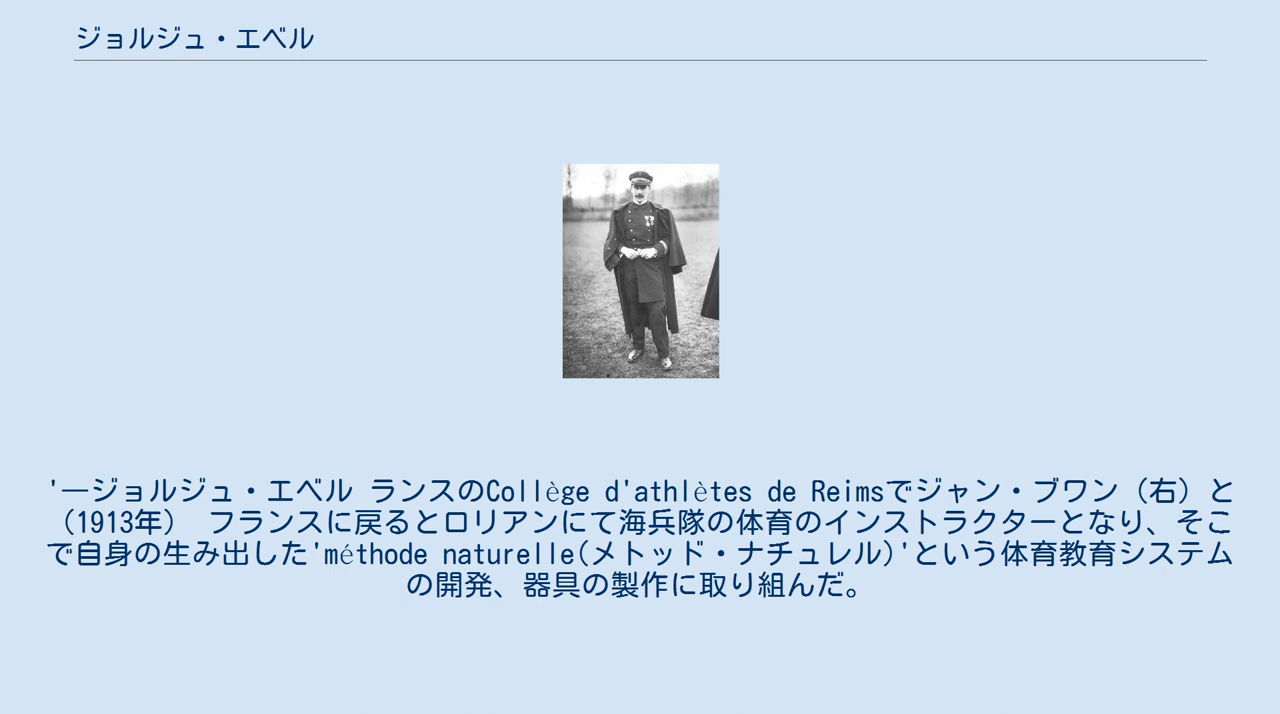 ジョルジュ・エベル
'―ジョルジュ・エベル ランスのCollège d'athlètes de Reimsでジャン・ブワン（右）と
（1913年） フランスに戻るとロリアンにて海兵隊の体育のインストラクターとなり、そこ
で自身の生み出した'méthode naturelle(メトッド・ナチュレル)'という体育教育システム
の開発、器具の製作に取り組んだ。